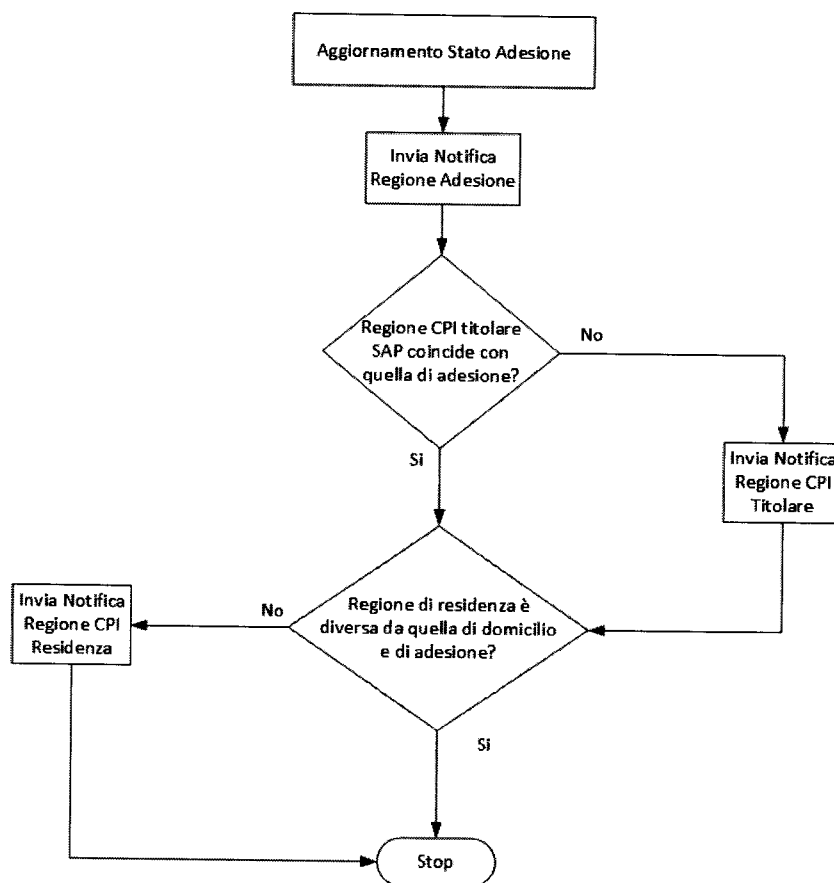 Aggiornamento Stato Adesione
Invia Notifica
Regione Adesione
Regione CPI titolare
SAP coincide con
quella di adesione?
No
Si
Invia Notifica
Regione CPI
Titolare
Regione di residenza è
diversa da quella di domicilio
e di adesione?
No
Invia Notifica
Regione CPI
Residenza
Si
Stop